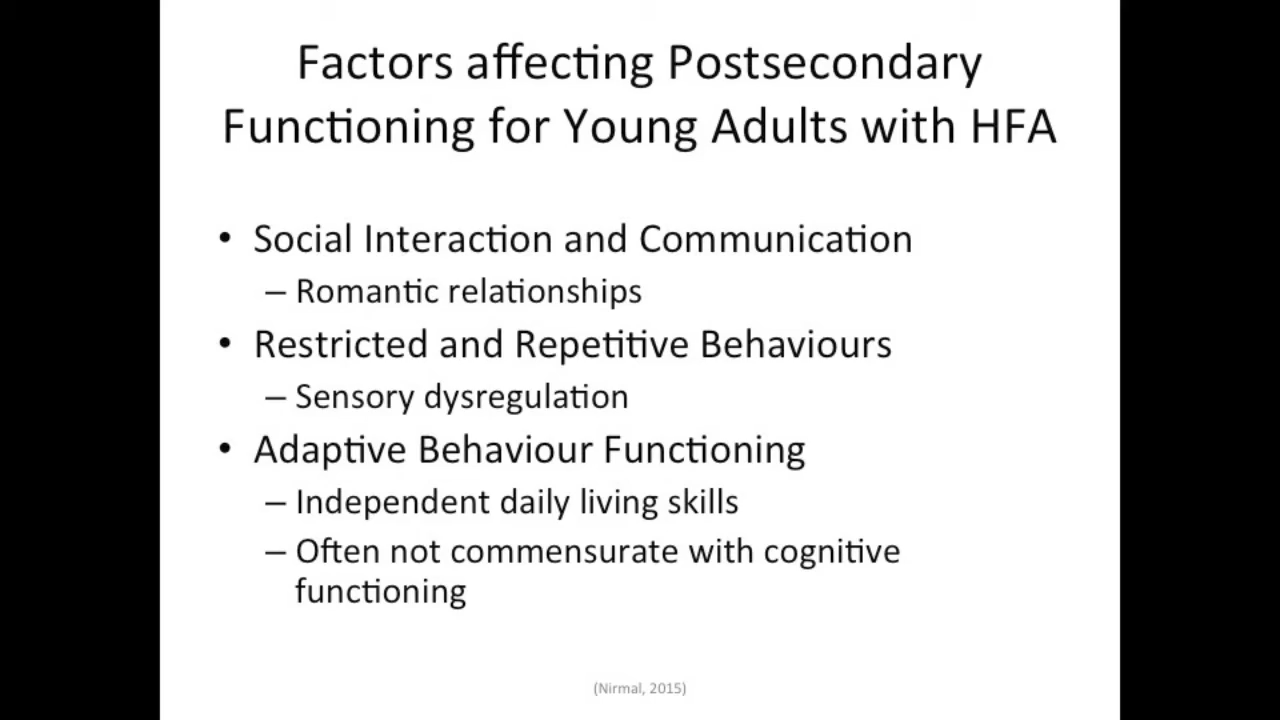 Factors affecting Postsecondary
Functioning for Young Adults with HFA
• Social Interaction and Communication
– Romantic relationships
• Restricted and Repetitive Behaviours
– Sensory dysregulation
• Adaptive Behaviour Functioning
– Independent daily living skills
– Often not commensurate with cognitive
functioning
(Nirmal, 2015)